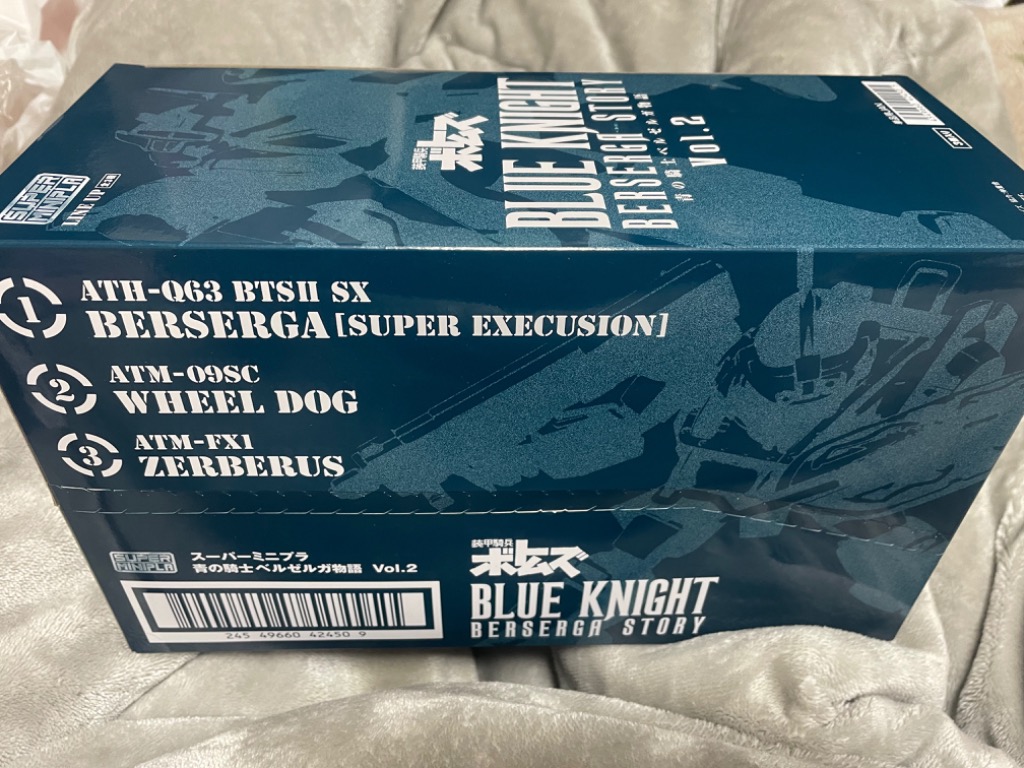 SUPER MINIPLA
LINE UP
装甲騎兵
ボトムズ
BLUE KNIGHT
BERSERGA STORY
青の騎士ベルゼルガ物語
Vol.2
1
ATH-Q63 BTSII SX
BERSERGA [SUPER EXECUSION]
2
ATM-09SC
WHEEL DOG
3
ATM-FX1
ZERBERUS
SUPER MINIPLA
スーパーミニプラ
青の騎士ベルゼルガ物語 Vol.2
245 49660 42450 9
装甲騎兵
ボトムズ
BLUE KNIGHT
BERSERGA STORY